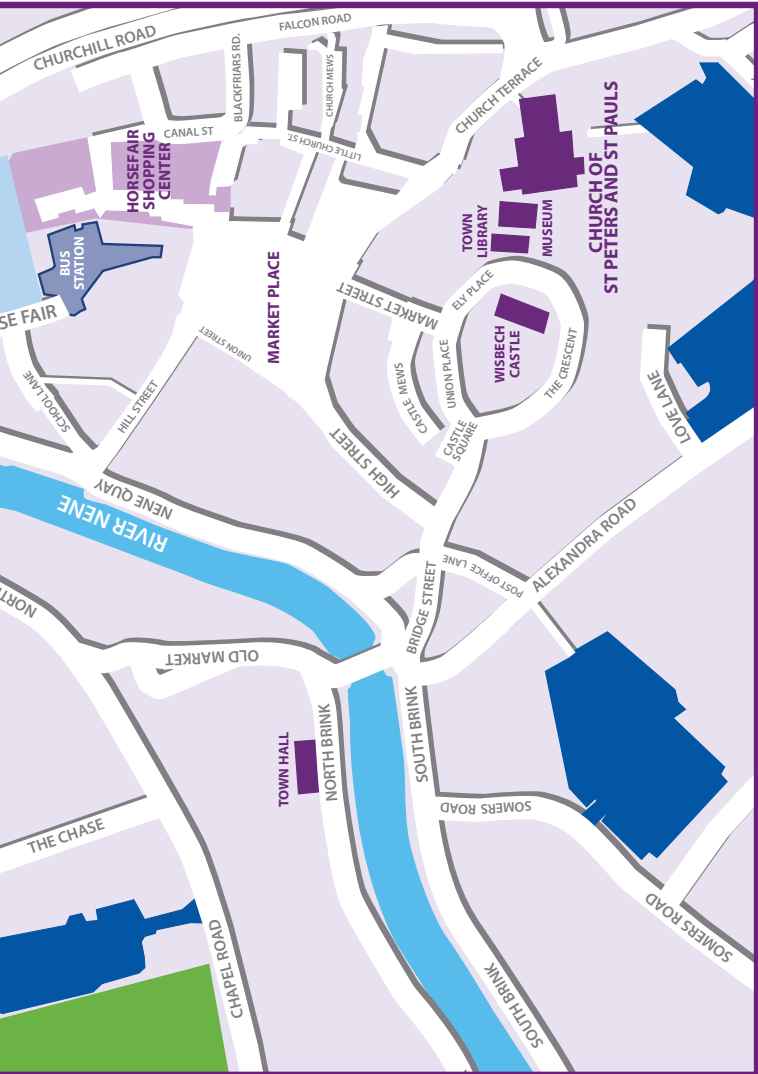 FALCON ROAD
CHURCHILL ROAD
BLACKFRIARS RD.
CHURCH MEWS
CHURCH TERRACE
CANAL ST
LITTLE CHURCH ST.
HORSEFAIR
SHOPPING
CENTER
CHURCH OF
ST PETERS AND ST PAULS
TOWN
LIBRARY
MUSEUM
BUS
STATION
MARKET PLACE
MARKET STREET
ELY PLACE
SE FAIR
UNION STREET
WISBECH
CASTLE
THE CRESCENT
UNION PLACE
CASTLE MEWS
SCHOOL LANE
HILL STREET
LOVE LANE
CASTLE
SQUARE
HIGH STREET
NENE QUAY
RIVER NENE
ALEXANDRA ROAD
POST OFFICE LANE
NORTH
BRIDGE STREET
OLD MARKET
NORTH BRINK
SOUTH BRINK
TOWN HALL
SOMERS ROAD
THE CHASE
SOMERS ROAD
CHAPEL ROAD
SOUTH BRINK